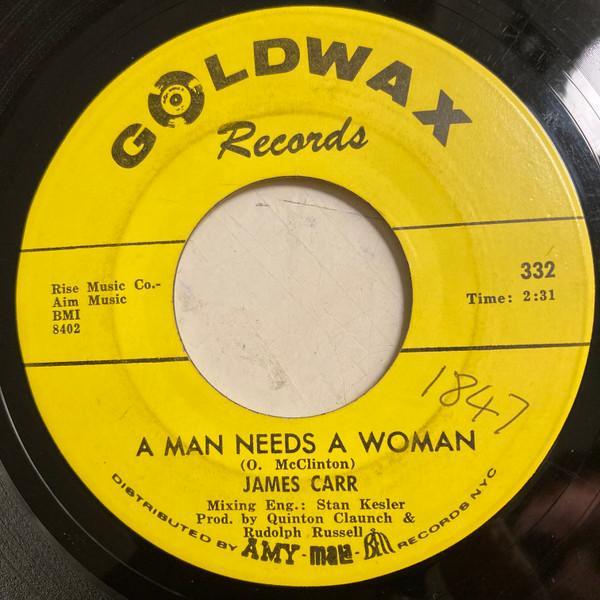 GOLDWAX
Records
Rise Music Co.-
Aim Music
BMI
8402
332
Time: 2:31
1847
A MAN NEEDS A WOMAN
(O. McClinton)
JAMES CARR
Mixing Eng.: Stan Kesler
Prod. by Quinton Claunch &
Rudolph Russell
DISTRIBUTED BY AMY-mala-Bell RECORDS NYC